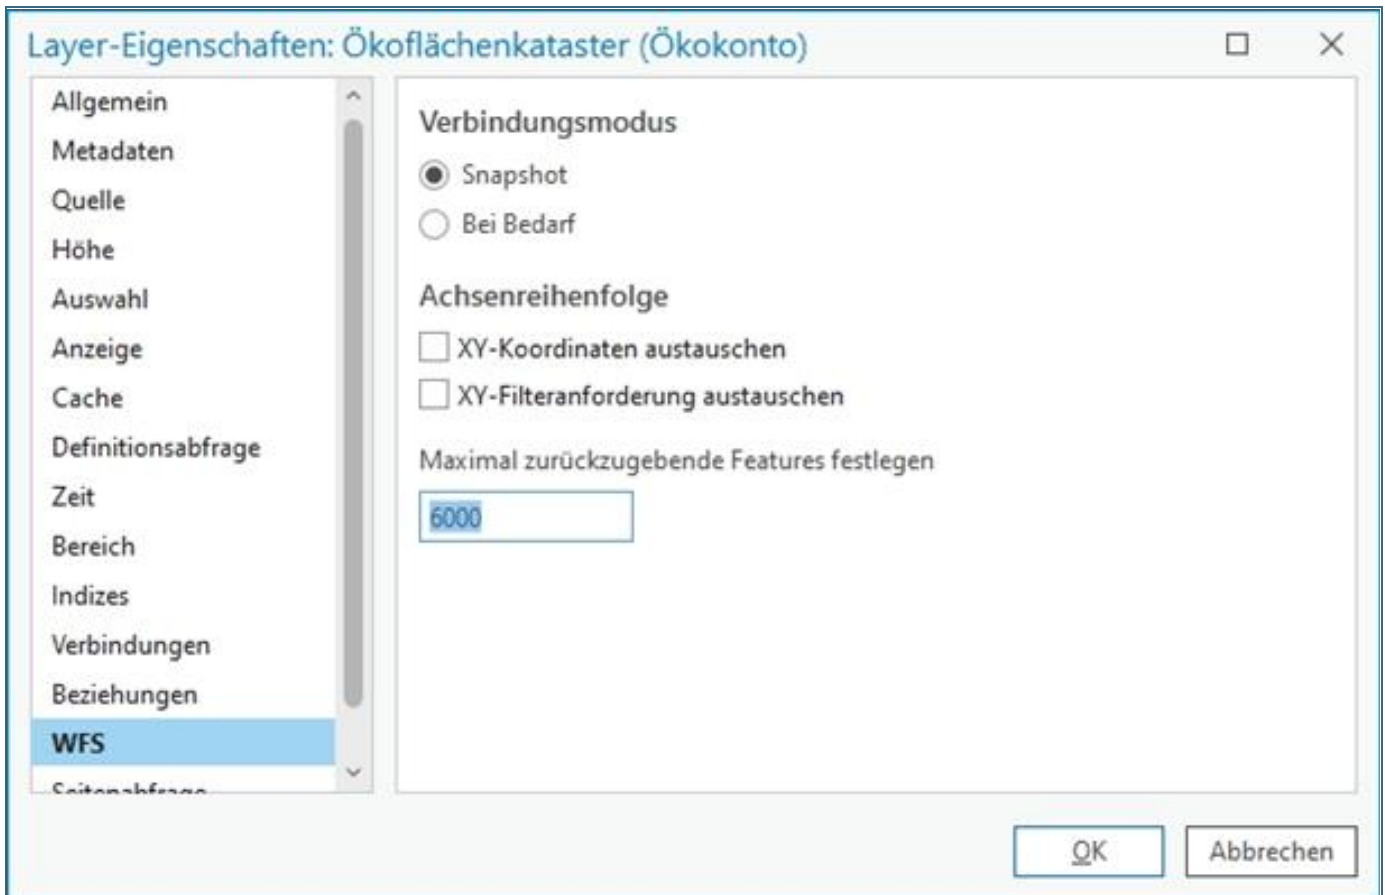 Layer-Eigenschaften: Ökoflächenkataster (Ökokonto)
Allgemein
Metadaten
Quelle
Höhe
Auswahl
Anzeige
Cache
Definitionsabfrage
Zeit
Bereich
Indizes
Verbindungen
Beziehungen
WFS
Seitenabfrage
Verbindungsmodus
Snapshot
Bei Bedarf
Achsenreihenfolge
XY-Koordinaten austauschen
XY-Filteranforderung austauschen
Maximal zurückzugebende Features festlegen
6000
OK
Abbrechen